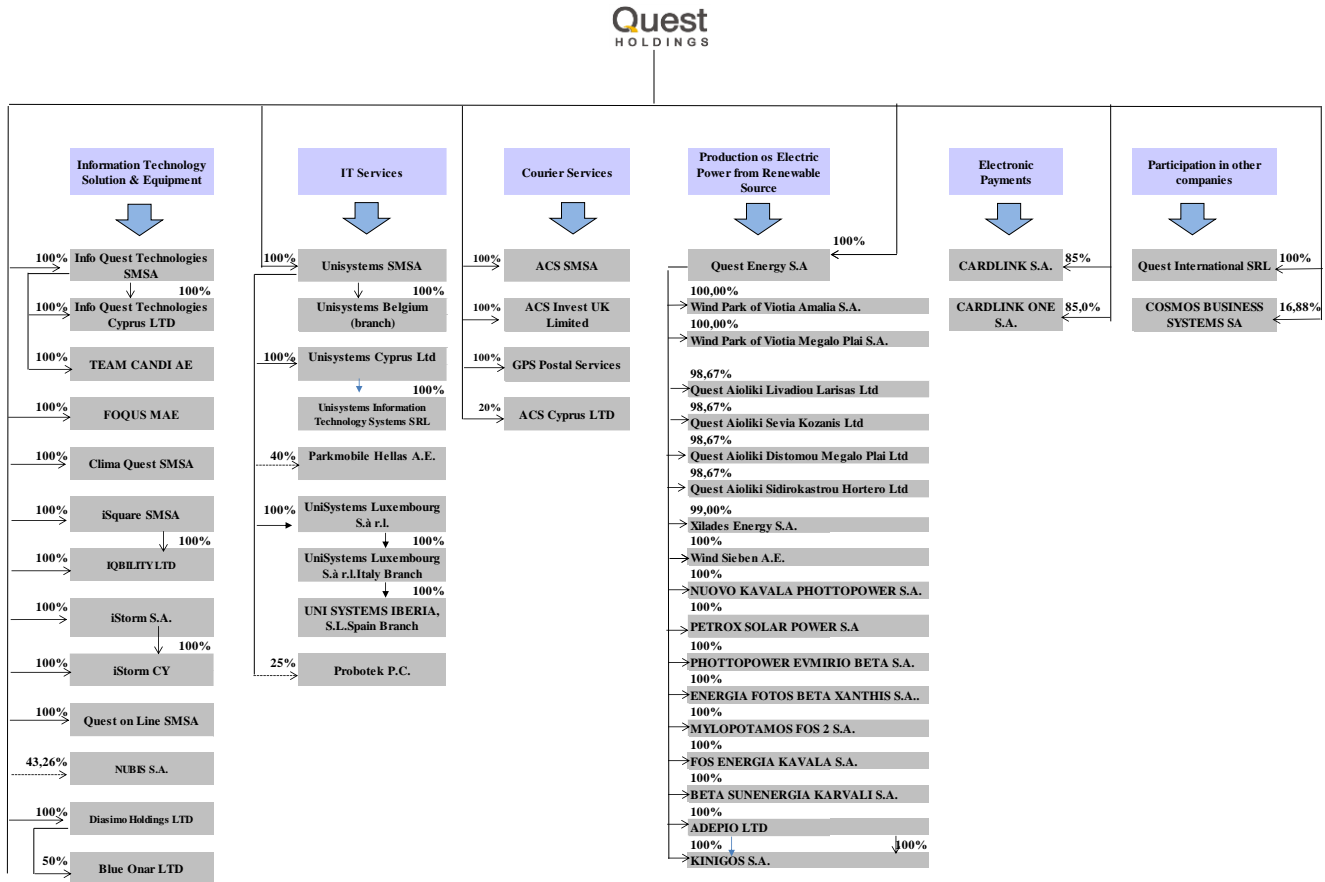 Quest
HOLDINGS
Information Technology
Solution & Equipment
100%
Info Quest Technologies
SMSA
100%
100%
Info Quest Technologies
Cyprus LTD
100%
TEAM CANDI AE
100%
FOQUS MAE
100%
Clima Quest SMSA
100%
iSquare SMSA
100%
100%
IQBILITY LTD
100%
iStorm S.A.
100%
100%
iStorm CY
100%
Quest on Line SMSA
43,26%
NUBIS S.A.
100%
Diasimo Holdings LTD
50%
Blue Onar LTD
IT Services
100%
Unisystems SMSA
100%
Unisystems Belgium
(branch)
100%
Unisystems Cyprus Ltd
100%
Unisystems Information
Technology Systems SRL
40%
Parkmobile Hellas A.E.
100%
UniSystems Luxembourg
S.à r.l.
100%
UniSystems Luxembourg
S.à r.l.Italy Branch
100%
UNI SYSTEMS IBERIA,
S.L.Spain Branch
25%
Probotek P.C.
Courier Services
100%
ACS SMSA
100%
ACS Invest UK
Limited
100%
GPS Postal Services
20%
ACS Cyprus LTD
Production os Electric
Power from Renewable
Source
100%
Quest Energy S.A
100,00%
Wind Park of Viotia Amalia S.A.
100,00%
Wind Park of Viotia Megalo Plai S.A.
98,67%
Quest Aioliki Livadiou Larisas Ltd
98,67%
Quest Aioliki Sevia Kozanis Ltd
98,67%
Quest Aioliki Distomou Megalo Plai Ltd
98,67%
Quest Aioliki Sidirokastrou Hortero Ltd
99,00%
Xilades Energy S.A.
100%
Wind Sieben A.E.
100%
NUOVO KAVALA PHOTTOPOWER S.A.
100%
PETROX SOLAR POWER S.A
100%
PHOTTOPOWER EVMIRIO BETA S.A.
100%
ENERGIA FOTOS BETA XANTHIS S.A..
100%
MYLOPOTAMOS FOS 2 S.A.
100%
FOS ENERGIA KAVALA S.A.
100%
BETA SUNENERGIA KARVALI S.A.
100%
ADEPIO LTD
100%
100%
KINIGOS S.A.
Electronic
Payments
CARDLINK S.A.
85%
CARDLINK ONE
S.A.
85,0%
Participation in other
companies
Quest International SRL
100%
COSMOS BUSINESS
SYSTEMS SA
16,88%